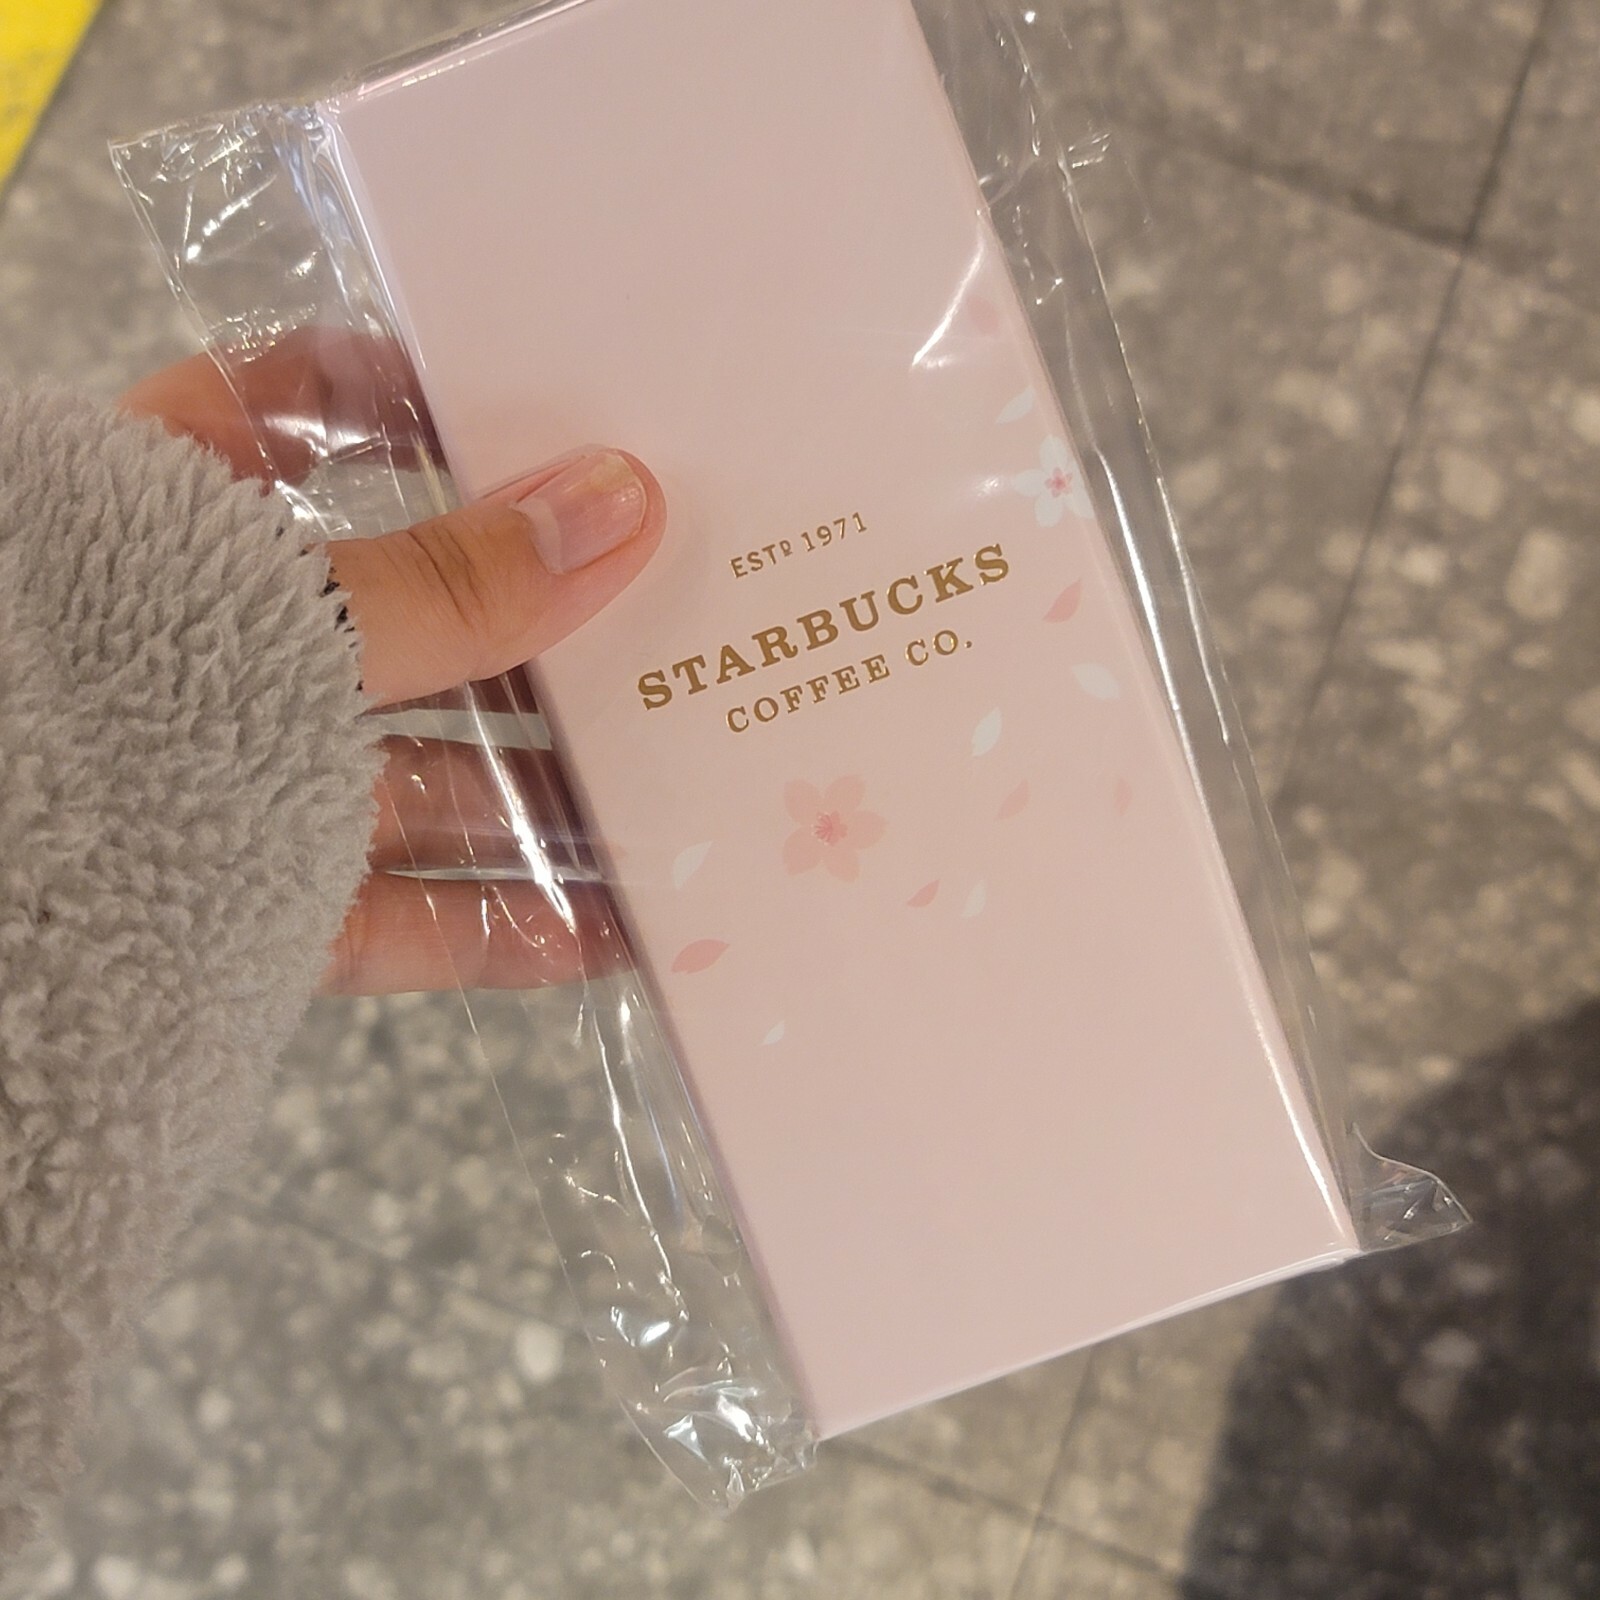 ESTD 1971
STARBUCKS
COFFEE CO.